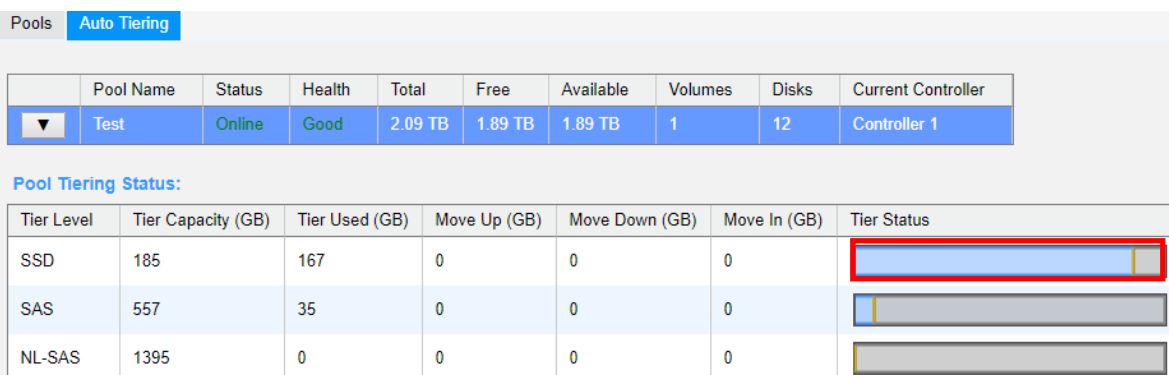 Pools Auto Tiering
Pool Name Status Health Total Free Available Volumes Disks Current Controller
▼ Test Online Good 2.09 TB 1.89 TB 1.89 TB 1 12 Controller 1
Pool Tiering Status:
Tier Level Tier Capacity (GB) Tier Used (GB) Move Up (GB) Move Down (GB) Move In (GB) Tier Status
SSD 185 167 0 0 0
SAS 557 35 0 0 0
NL-SAS 1395 0 0 0 0